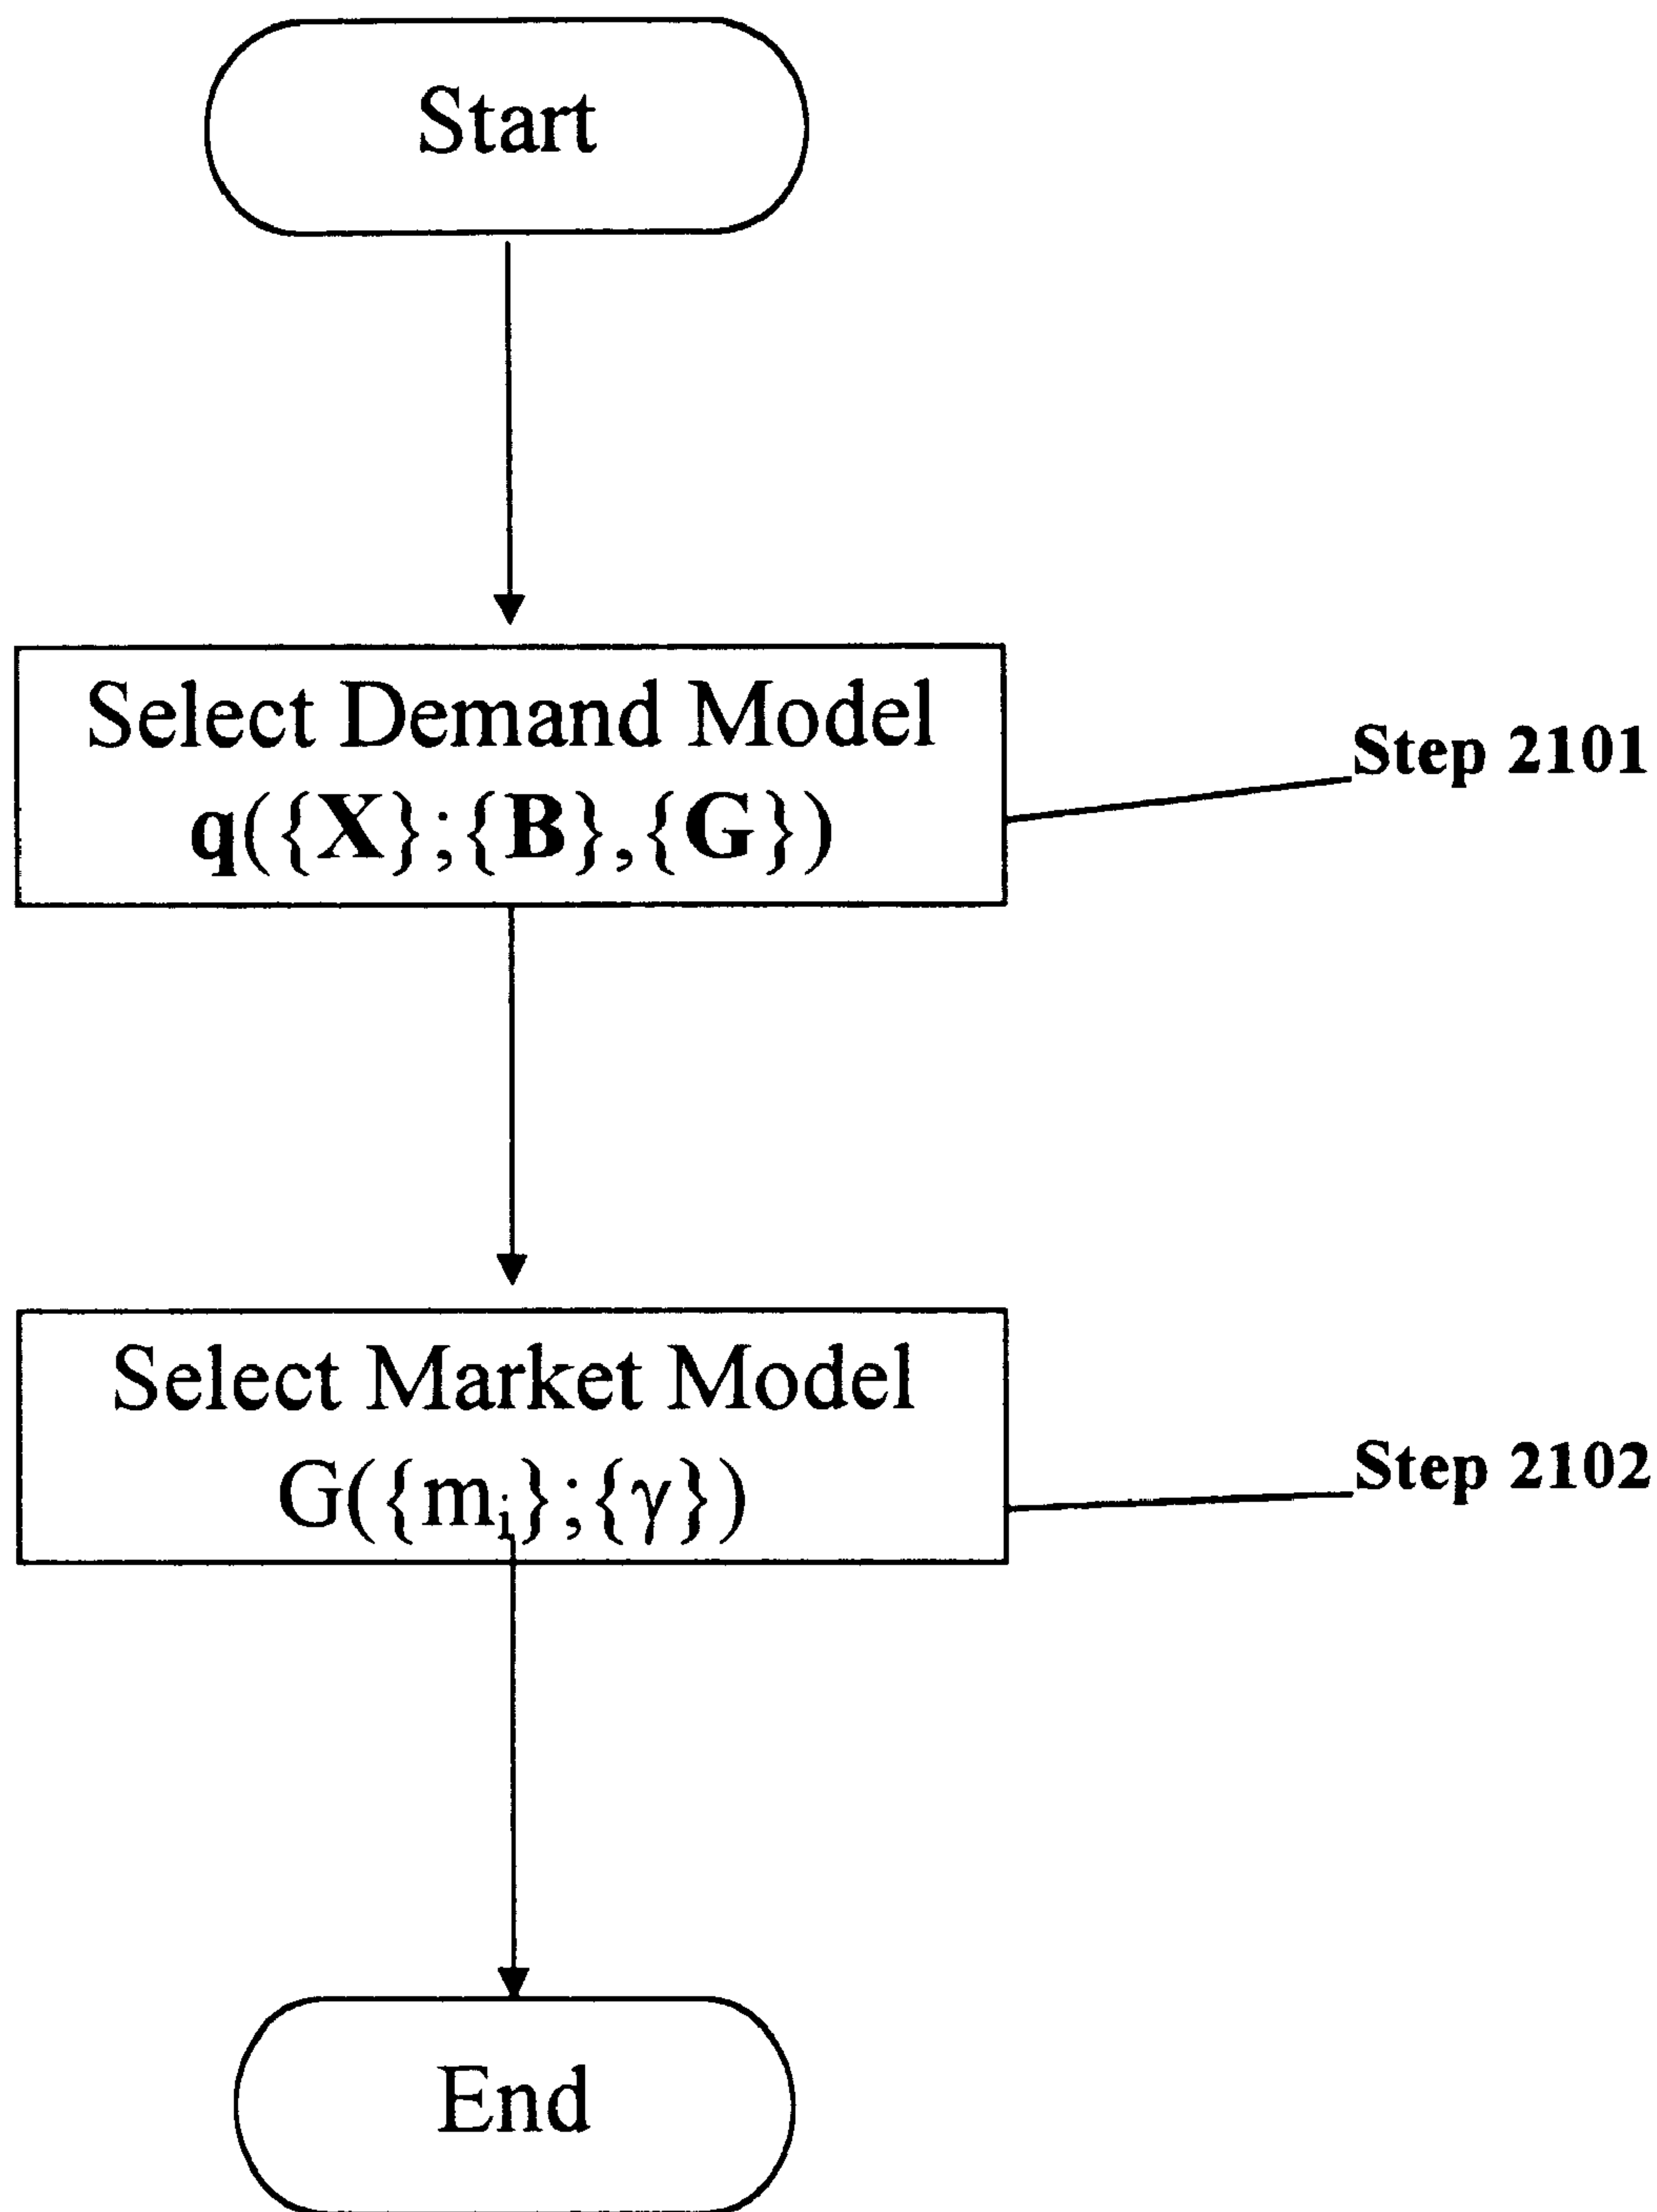 Start
Select Demand Model
q({X};{B},{G})
Step 2101
Select Market Model
G({mᵢ};{γ})
Step 2102
End